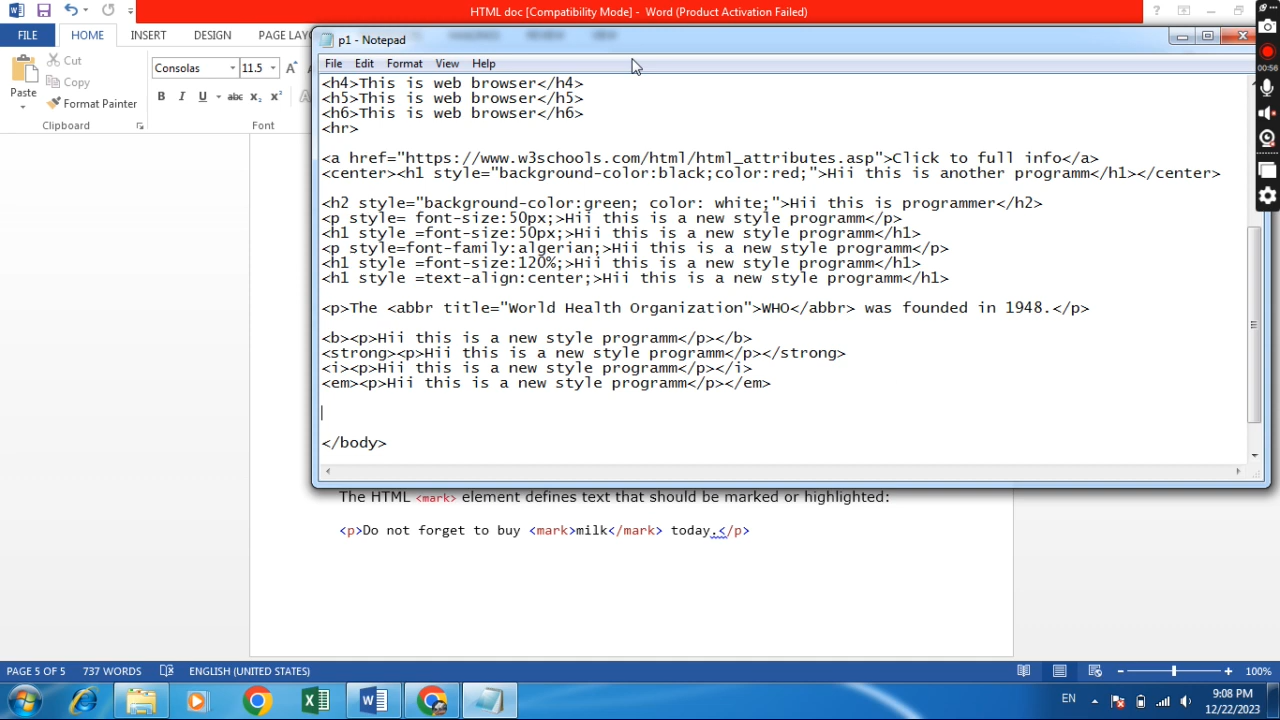 HTML doc [Compatibility Mode] - Word (Product Activation Failed)
FILE HOME INSERT DESIGN PAGE LAY
p1 - Notepad
Cut
Copy
Format Painter
Paste
Clipboard
Consolas 11.5
Font
File Edit Format View Help
00:56
<h4>This is web browser</h4>
<h5>This is web browser</h5>
<h6>This is web browser</h6>
<hr>
<a href="https://www.w3schools.com/html/html_attributes.asp">Click to full info</a>
<center><h1 style="background-color:black;color:red;">Hii this is another programm</h1></center>
<h2 style="background-color:green; color: white;">Hii this is programmer</h2>
<p style= font-size:50px;>Hii this is a new style programm</p>
<h1 style =font-size:50px;>Hii this is a new style programm</h1>
<p style=font-family:algerian;>Hii this is a new style programm</p>
<h1 style =font-size:120%;>Hii this is a new style programm</h1>
<h1 style =text-align:center;>Hii this is a new style programm</h1>
<p>The <abbr title="World Health Organization">WHO</abbr> was founded in 1948.</p>
<b><p>Hii this is a new style programm</p></b>
<strong><p>Hii this is a new style programm</p></strong>
<i><p>Hii this is a new style programm</p></i>
<em><p>Hii this is a new style programm</p></em>
</body>
The HTML <mark> element defines text that should be marked or highlighted:
<p>Do not forget to buy <mark>milk</mark> today.</p>
PAGE 5 OF 5 737 WORDS ENGLISH (UNITED STATES) 100%
EN 9:08 PM
12/22/2023